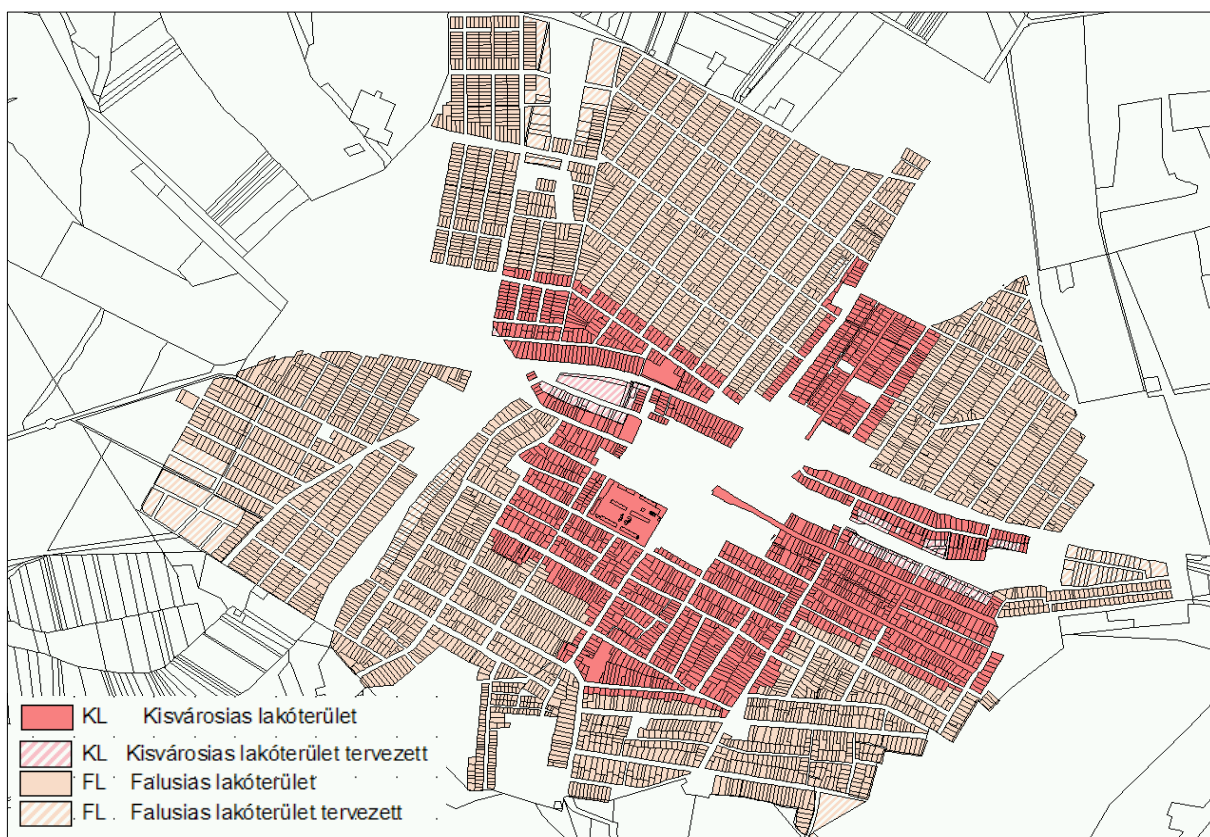 KL Kisvárosias lakóterület
KL Kisvárosias lakóterület tervezett
FL Falusias lakóterület
FL Falusias lakóterület tervezett